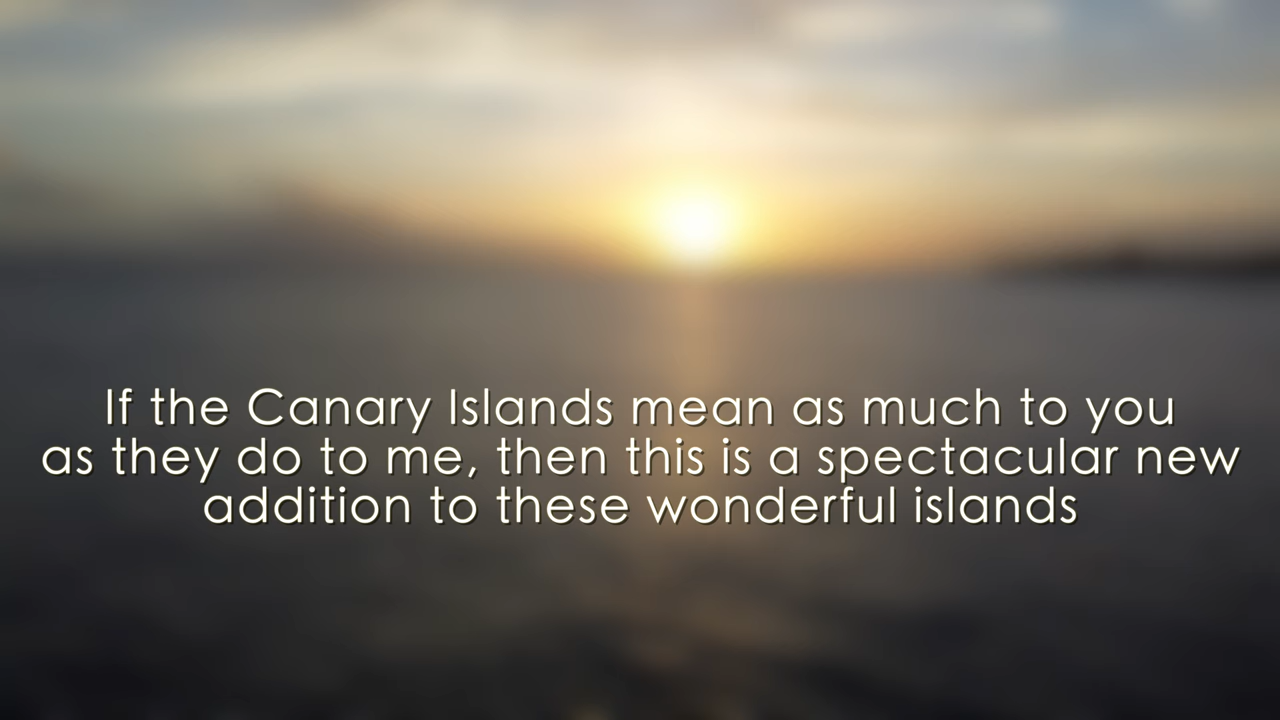 If the Canary Islands mean as much to you
as they do to me, then this is a spectacular new
addition to these wonderful islands